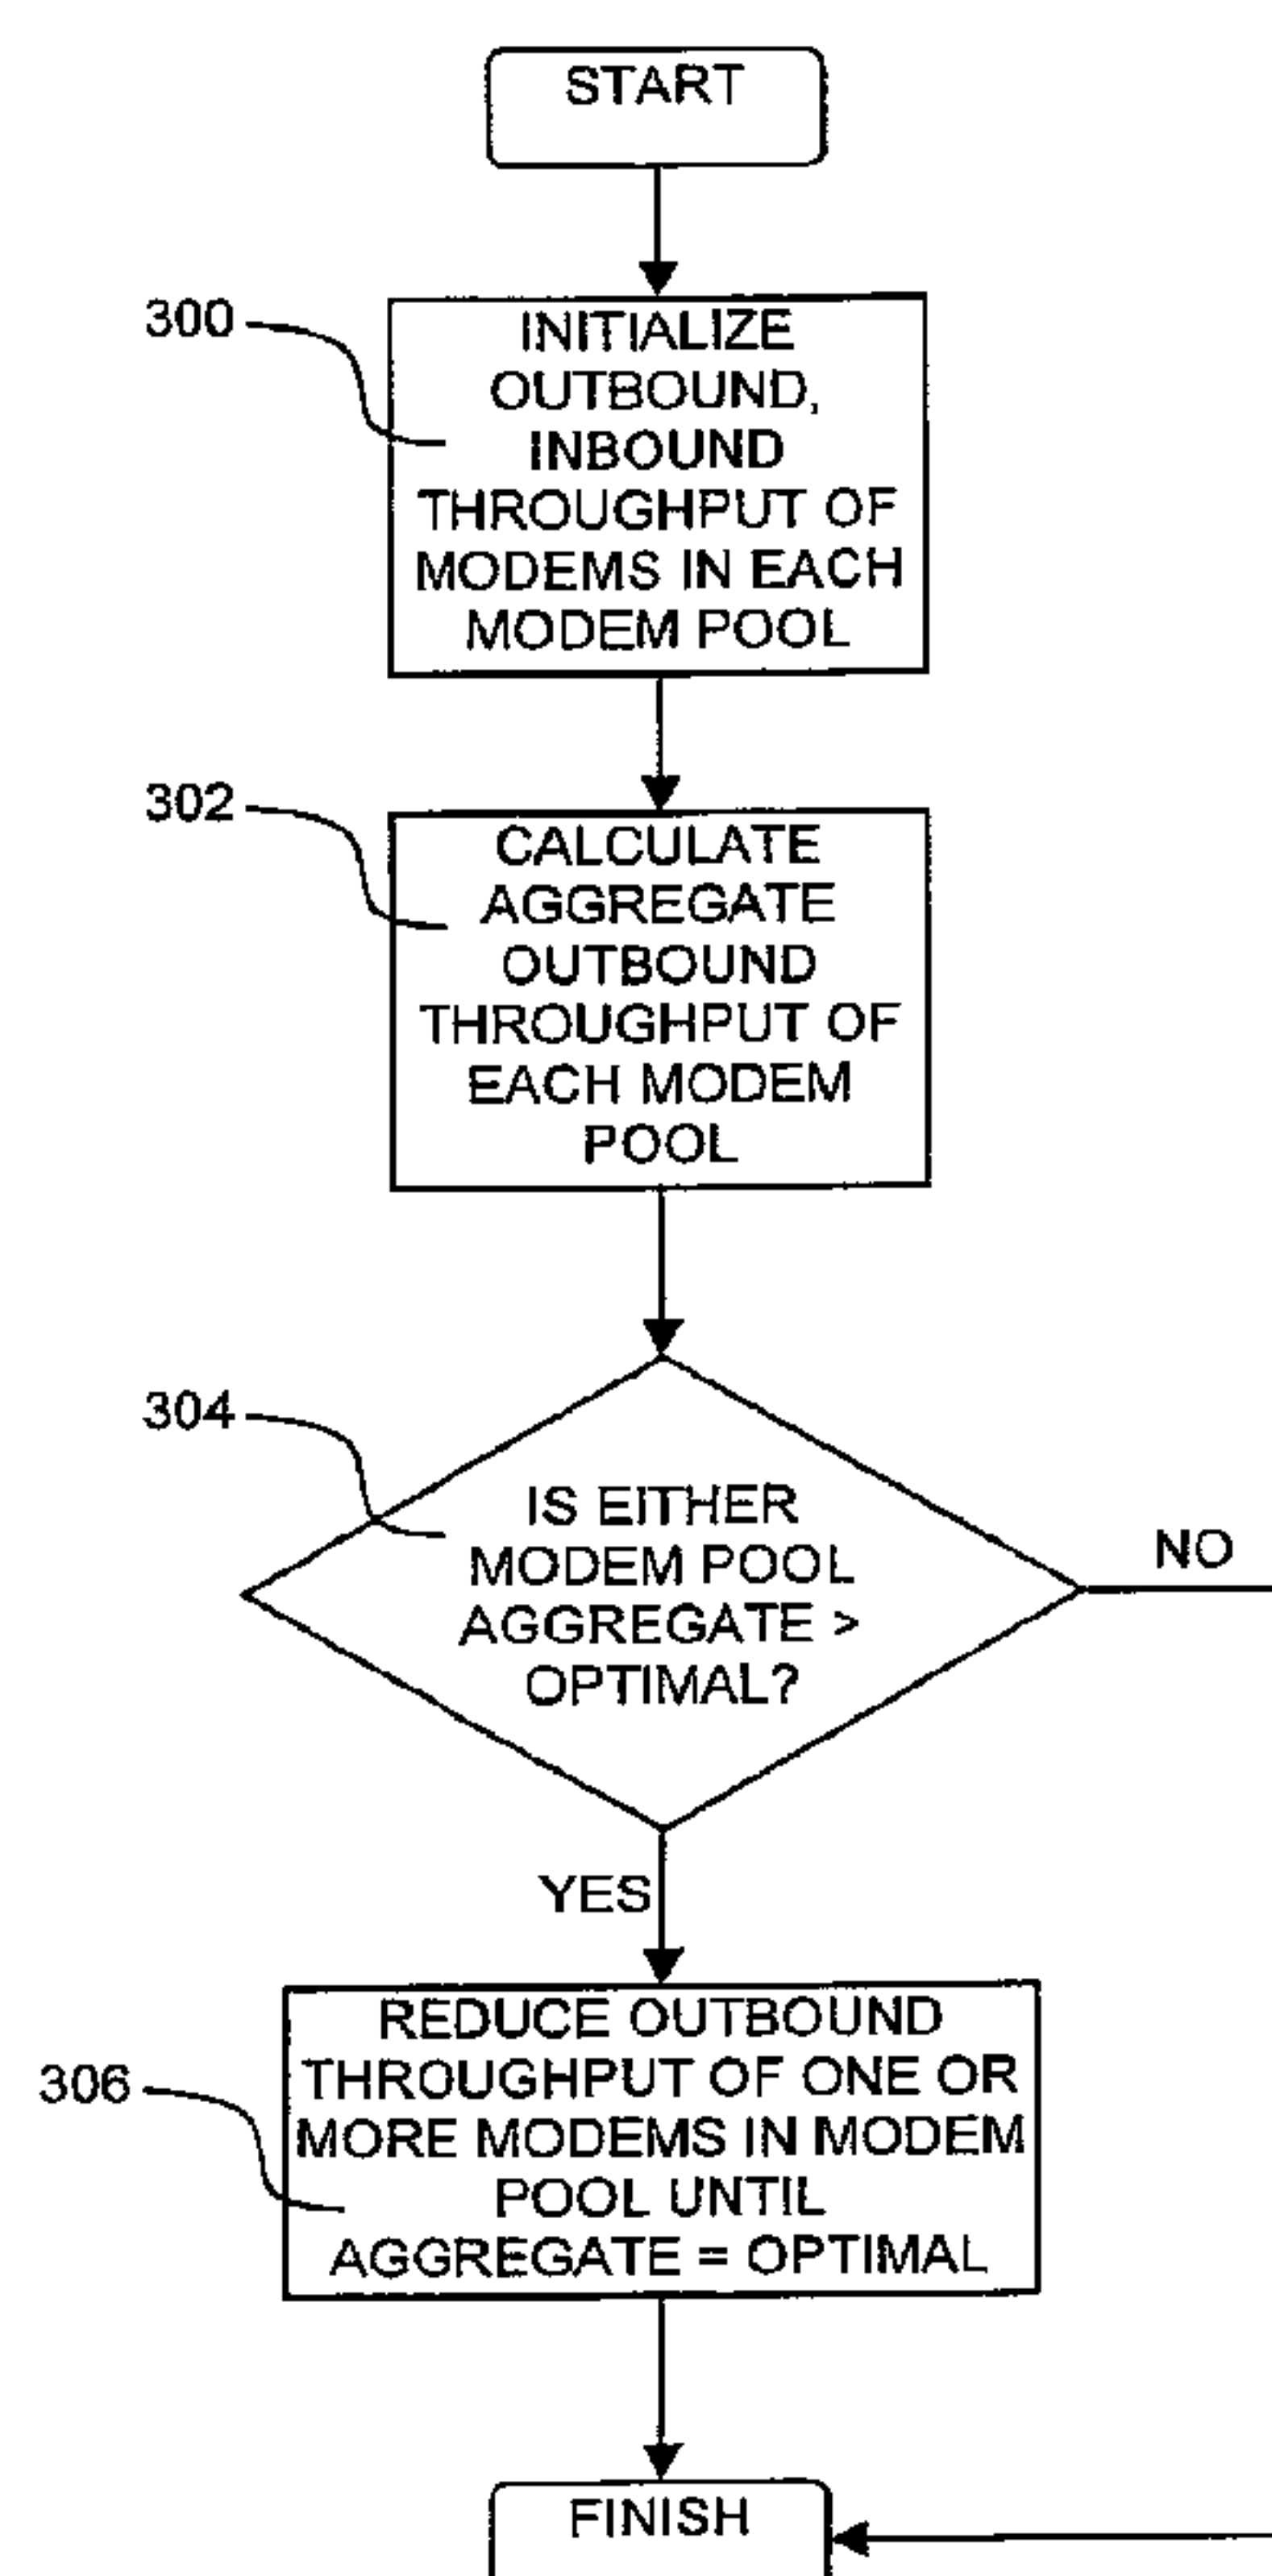 START
300
INITIALIZE
OUTBOUND,
INBOUND
THROUGHPUT OF
MODEMS IN EACH
MODEM POOL
302
CALCULATE
AGGREGATE
OUTBOUND
THROUGHPUT OF
EACH MODEM
POOL
304
IS EITHER
MODEM POOL
AGGREGATE >
OPTIMAL?
NO
YES
306
REDUCE OUTBOUND
THROUGHPUT OF ONE OR
MORE MODEMS IN MODEM
POOL UNTIL
AGGREGATE = OPTIMAL
FINISH